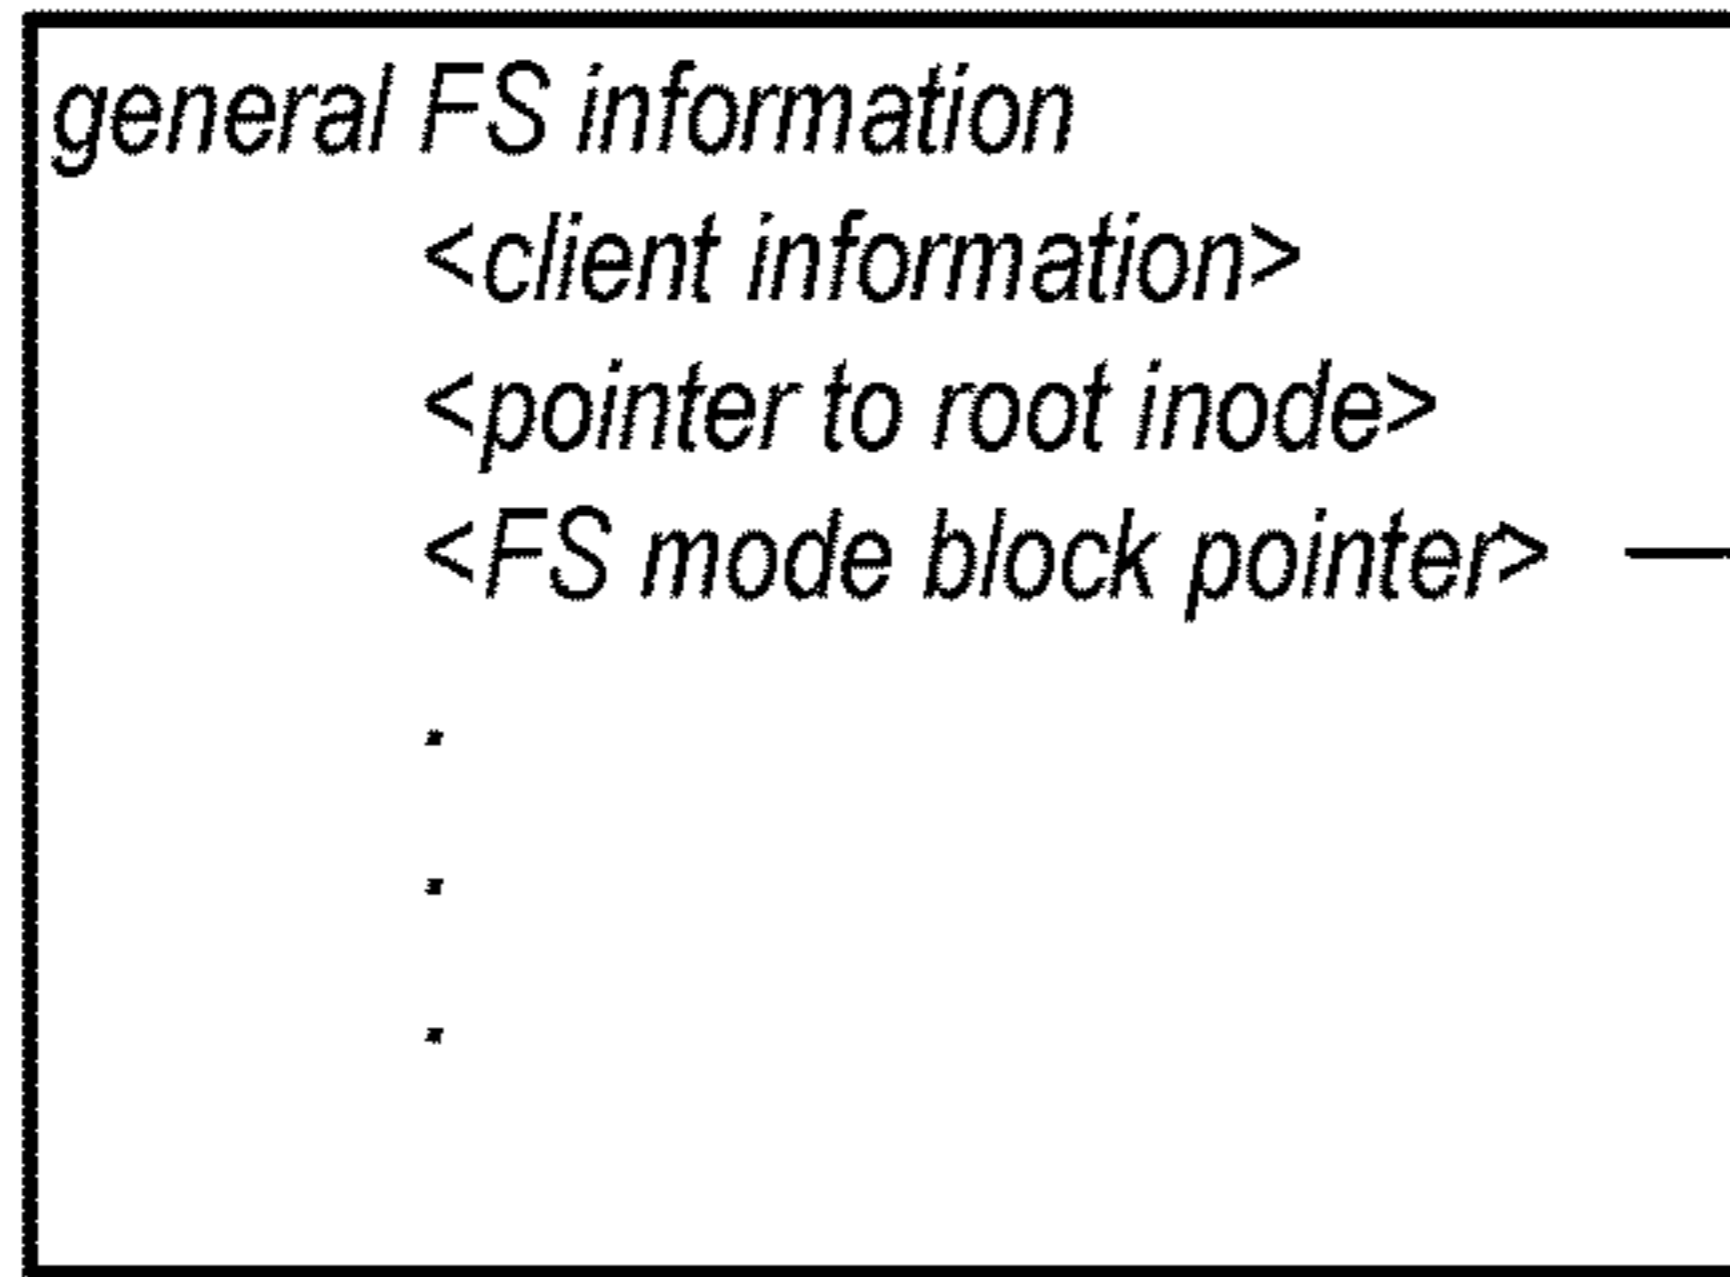 general FS information
<client information>
<pointer to root inode>
<FS mode block pointer>
.
.
.